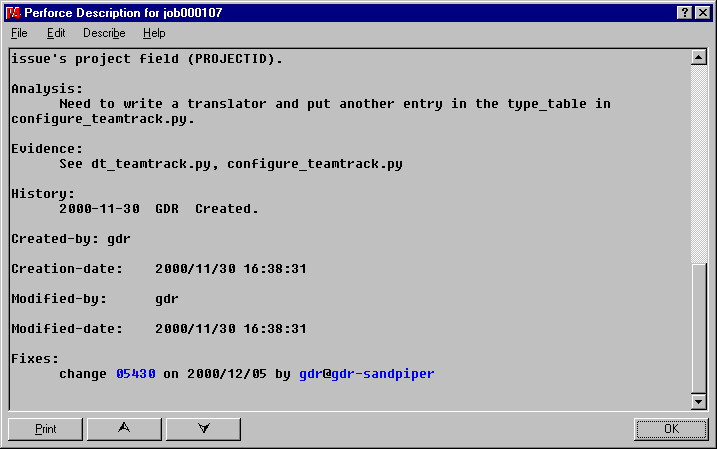 P4 Perforce Description for job000107
File Edit Describe Help
issue's project field (PROJECTID).
Analysis:
Need to write a translator and put another entry in the type_table in
configure_teamtrack.py.
Evidence:
See dt_teamtrack.py, configure_teamtrack.py
History:
2000-11-30 GDR Created.
Created-by: gdr
Creation-date: 2000/11/30 16:38:31
Modified-by: gdr
Modified-date: 2000/11/30 16:38:31
Fixes:
change 05430 on 2000/12/05 by gdr@gdr-sandpiper
Print OK